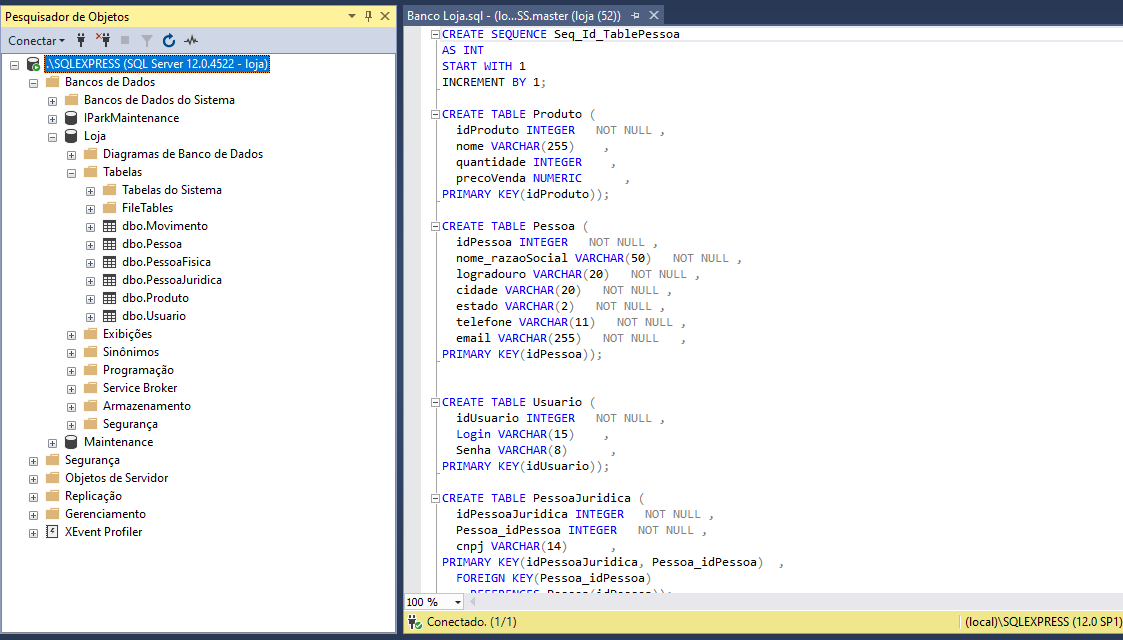 Pesquisador de Objetos
Conectar
.\SQLEXPRESS (SQL Server 12.0.4522 - loja)
Bancos de Dados
Bancos de Dados do Sistema
IParkMaintenance
Loja
Diagramas de Banco de Dados
Tabelas
Tabelas do Sistema
FileTables
dbo.Movimento
dbo.Pessoa
dbo.PessoaFisica
dbo.PessoaJuridica
dbo.Produto
dbo.Usuario
Exibições
Sinônimos
Programação
Service Broker
Armazenamento
Segurança
Maintenance
Segurança
Objetos de Servidor
Replicação
Gerenciamento
XEvent Profiler
Banco Loja.sql - (lo...SS.master (loja (52))
CREATE SEQUENCE Seq_Id_TablePessoa
AS INT
START WITH 1
INCREMENT BY 1;
CREATE TABLE Produto (
idProduto INTEGER   NOT NULL ,
nome VARCHAR(255)    ,
quantidade INTEGER    ,
precoVenda NUMERIC      ,
PRIMARY KEY(idProduto));
CREATE TABLE Pessoa (
idPessoa INTEGER   NOT NULL ,
nome_razaoSocial VARCHAR(50)   NOT NULL ,
logradouro VARCHAR(20)   NOT NULL ,
cidade VARCHAR(20)   NOT NULL ,
estado VARCHAR(2)   NOT NULL ,
telefone VARCHAR(11)   NOT NULL ,
email VARCHAR(255)   NOT NULL   ,
PRIMARY KEY(idPessoa));
CREATE TABLE Usuario (
idUsuario INTEGER   NOT NULL ,
Login VARCHAR(15)    ,
Senha VARCHAR(8)      ,
PRIMARY KEY(idUsuario));
CREATE TABLE PessoaJuridica (
idPessoaJuridica INTEGER   NOT NULL ,
Pessoa_idPessoa INTEGER   NOT NULL ,
cnpj VARCHAR(14)      ,
PRIMARY KEY(idPessoaJuridica, Pessoa_idPessoa)  ,
FOREIGN KEY(Pessoa_idPessoa)
REFERENCES Pessoa(idPessoa));
100 %
Conectado. (1/1)
(local)\SQLEXPRESS (12.0 SP1)